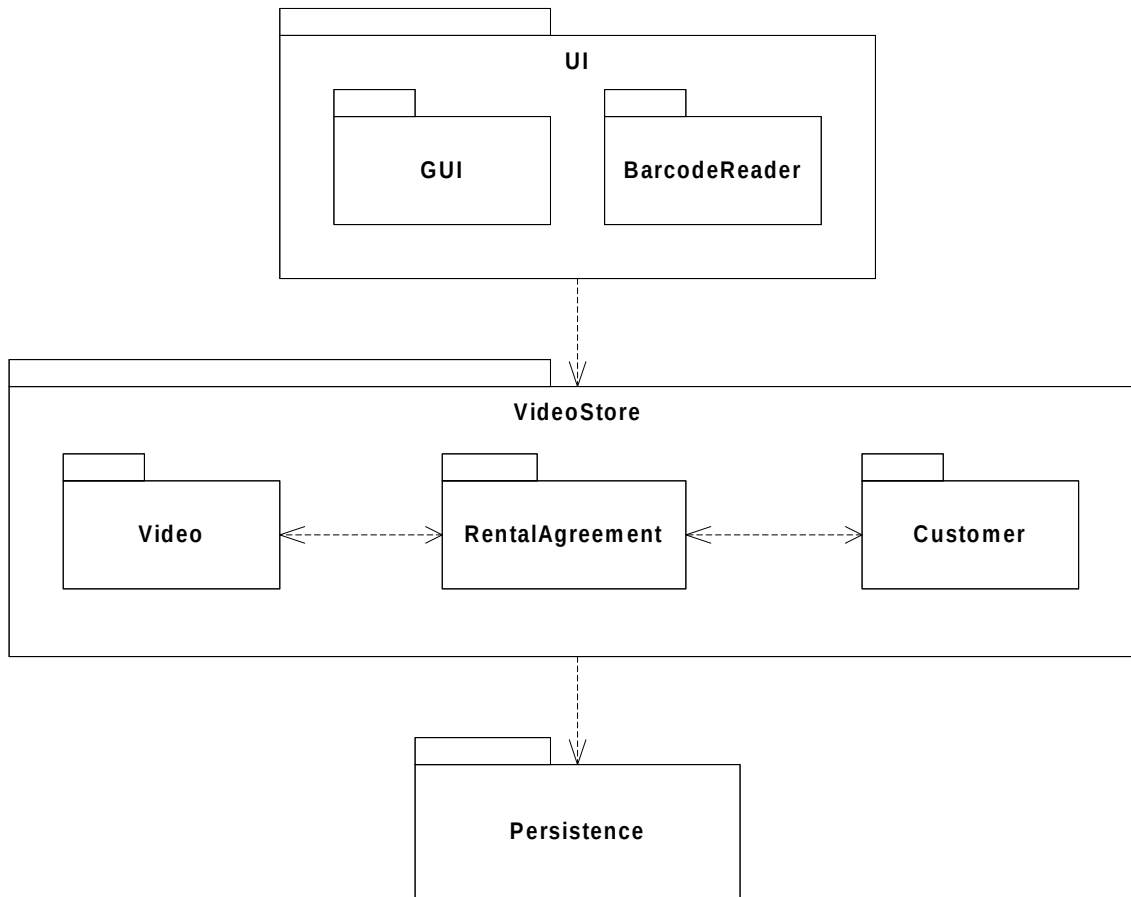 UI
GUI
BarcodeReader
VideoStore
Video
RentalAgreement
Customer
Persistence